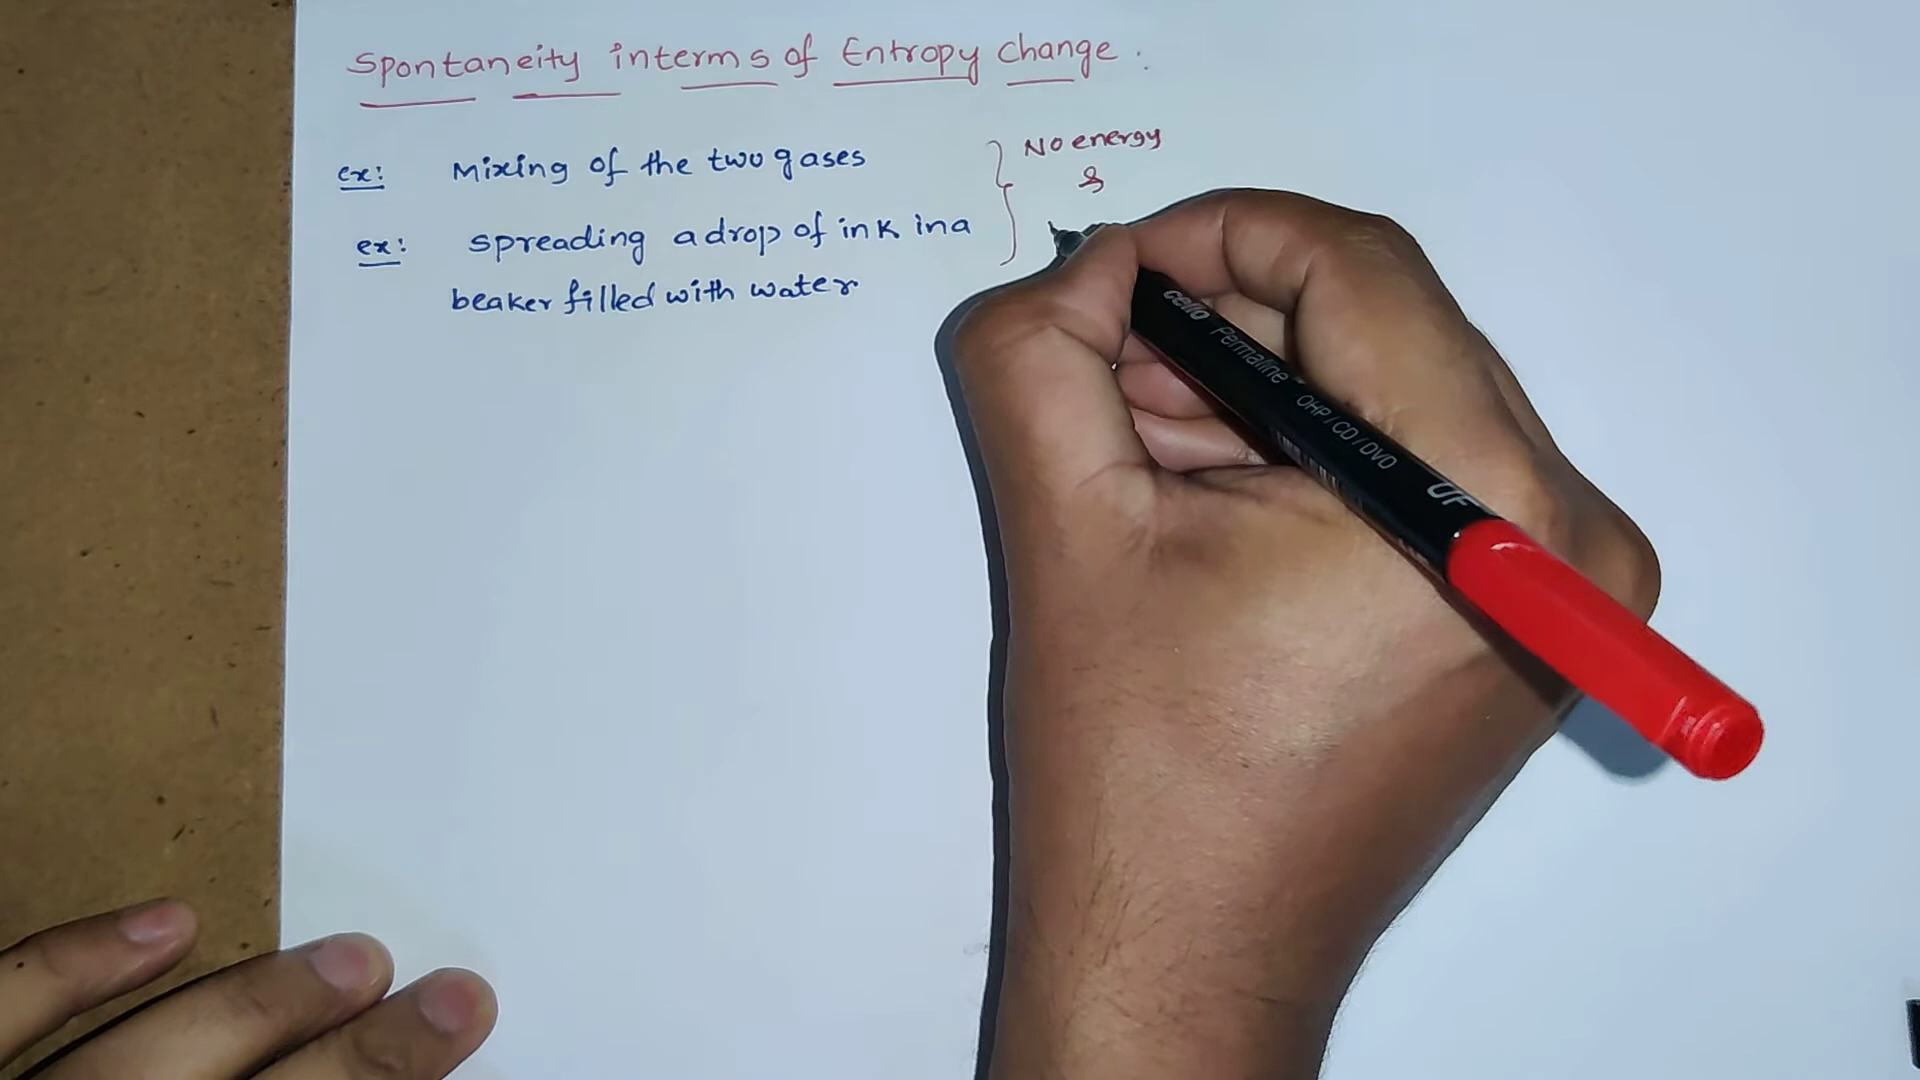 Spontaneity interms of Entropy change :
ex: Mixing of the two gases
ex: spreading a drop of ink in a
beaker filled with water
No energy
&
cello Permaline OHP / CD / DVD UF